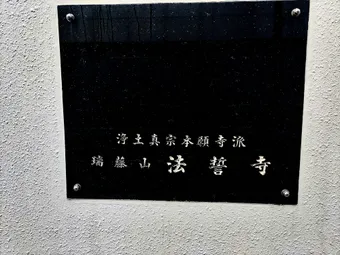 浄土真宗本願寺派
瑞藤山 法誓寺